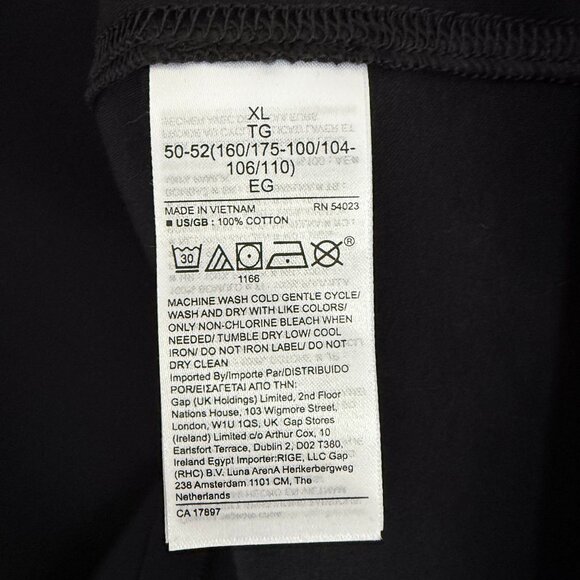 XL
TG
50-52(160/175-100/104-
106/110)
EG
MADE IN VIETNAM RN 54023
■ US/GB : 100% COTTON
30 ®
1166
MACHINE WASH COLD GENTLE CYCLE/
WASH AND DRY WITH LIKE COLORS/
ONLY NON-CHLORINE BLEACH WHEN
NEEDED/ TUMBLE DRY LOW/ COOL
IRON/ DO NOT IRON LABEL/ DO NOT
DRY CLEAN
Imported By/Importe Par/DISTRIBUIDO
POR/ΕΙΣΑΓΕΤΑΙ ΑΠΟ ΤΗΝ:
Gap (UK Holdings) Limited, 2nd Floor
Nations House, 103 Wigmore Street,
London, W1U 1QS, UK Gap Stores
(Ireland) Limited c/o Arthur Cox, 10
Earlsfort Terrace, Dublin 2, D02 T380,
Ireland Egypt Importer:RIGE, LLC Gap
(RHC) B.V. Luna ArenA Herikerbergweg
238 Amsterdam 1101 CM, The
Netherlands
CA 17897